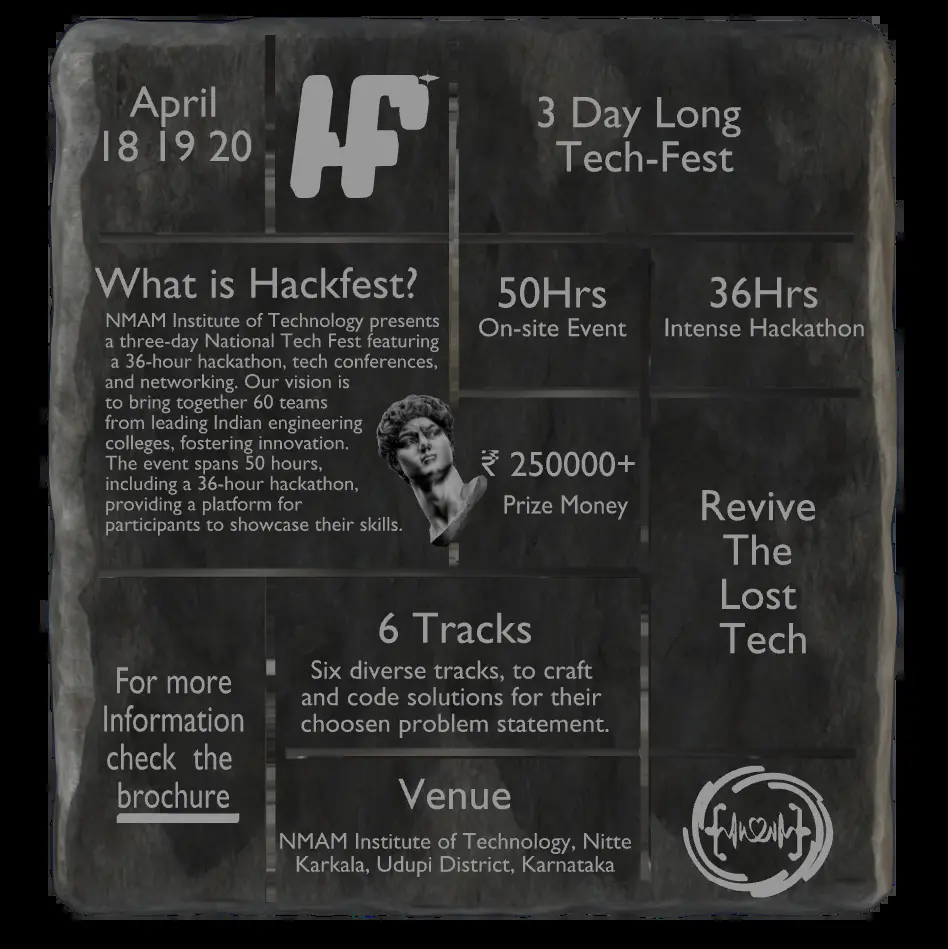 April
18 19 20
HF
3 Day Long
Tech-Fest
What is Hackfest?
NMAM Institute of Technology presents
a three-day National Tech Fest featuring
a 36-hour hackathon, tech conferences,
and networking. Our vision is
to bring together 60 teams
from leading Indian engineering
colleges, fostering innovation.
The event spans 50 hours,
including a 36-hour hackathon,
providing a platform for
participants to showcase their skills.
50Hrs
On-site Event
36Hrs
Intense Hackathon
₹ 250000+
Prize Money
Revive
The
Lost
Tech
6 Tracks
Six diverse tracks, to craft
and code solutions for their
choosen problem statement.
For more
Information
check the
brochure
Venue
NMAM Institute of Technology, Nitte
Karkala, Udupi District, Karnataka